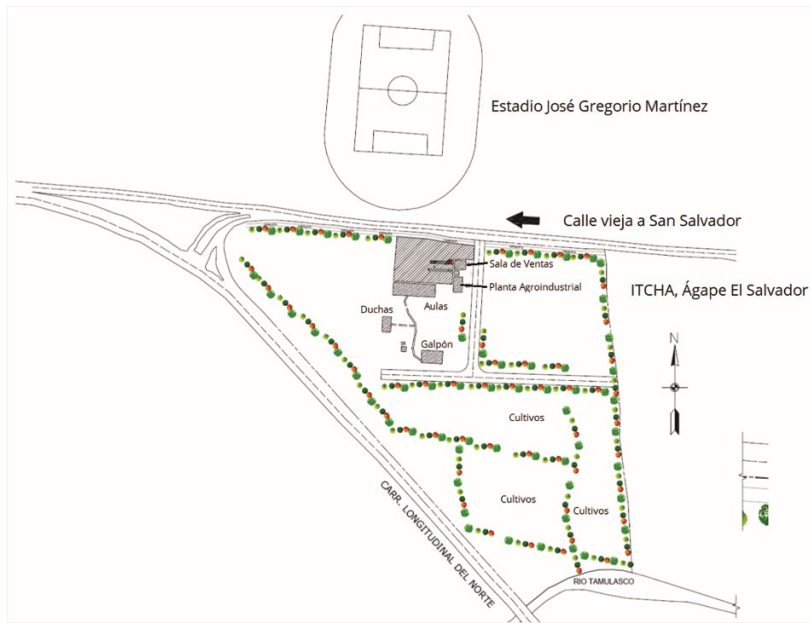 Estadio José Gregorio Martínez
Calle vieja a San Salvador
Sala de Ventas
ITCHA, Ágape El Salvador
Planta Agroindustrial
Aulas
Duchas
Galpón
N
Cultivos
Cultivos
Cultivos
CARR. LONGITUDINAL DEL NORTE
RIO TAMULASCO